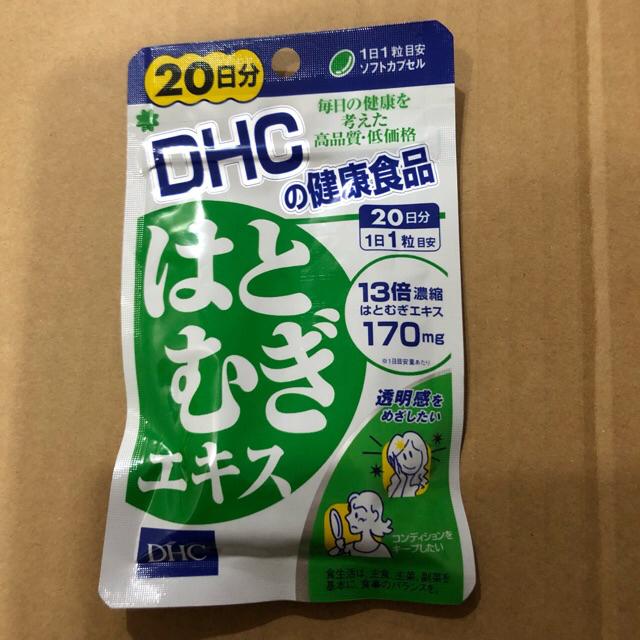 20日分
1日1粒目安
ソフトカプセル
毎日の健康を
考えた
高品質・低価格
DHC
の健康食品
20日分
1日1粒目安
はと
むぎ
エキス
13倍濃縮
はとむぎエキス
170mg
※1日目安量あたり
透明感を
めざしたい
コンディションを
キープしたい
DHC
食生活は、主食、主菜、副菜を
基本に、食事のバランスを。